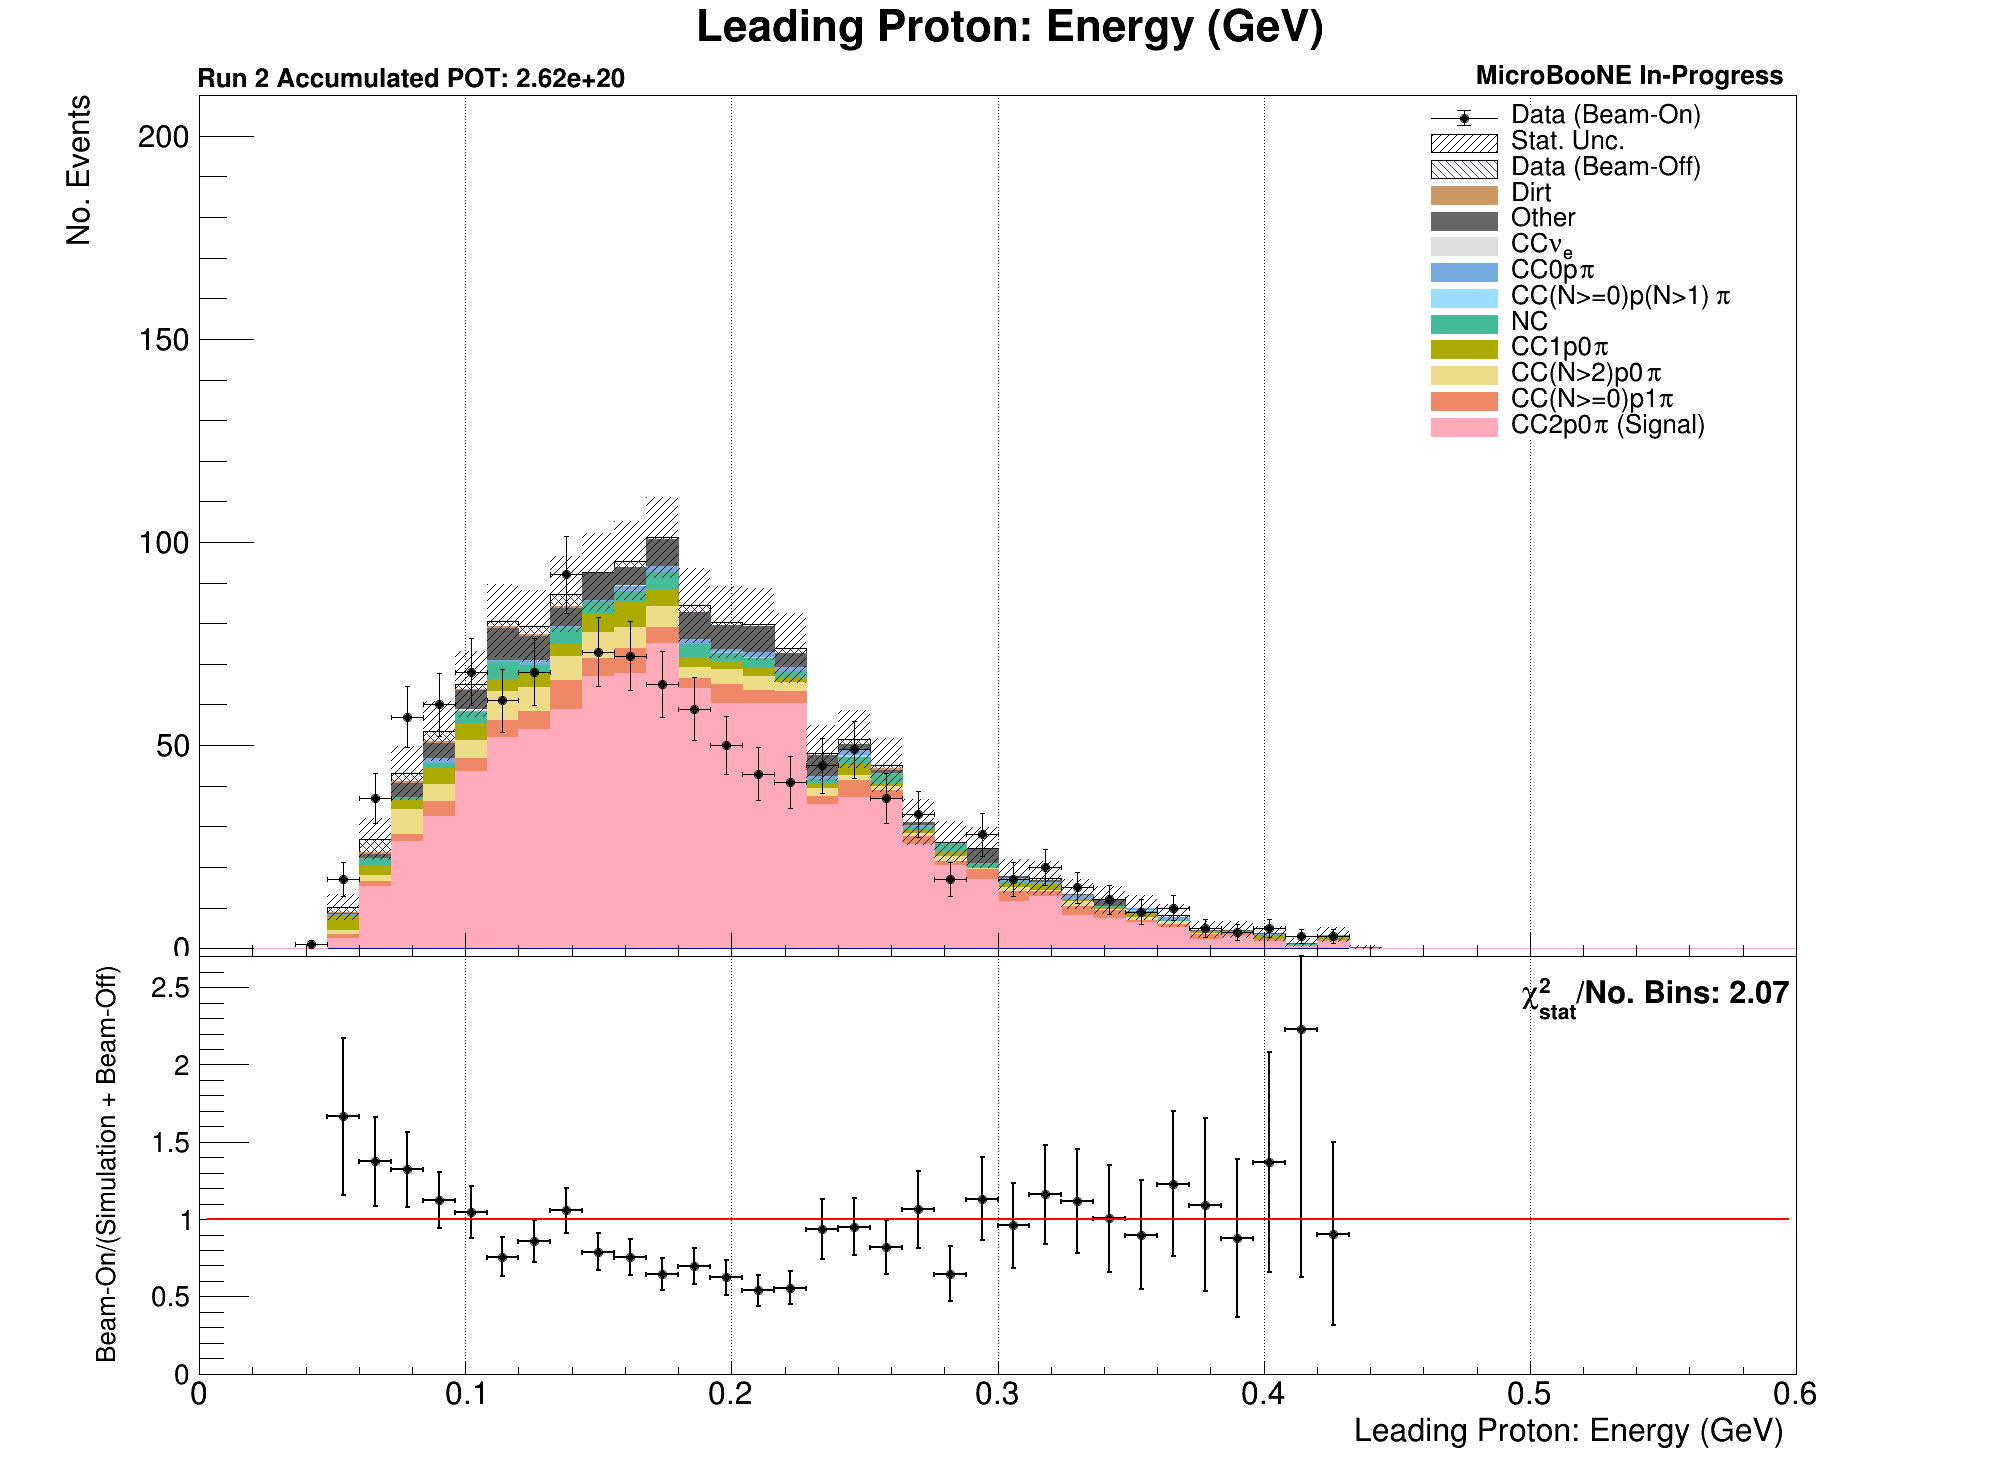 Leading Proton: Energy (GeV)
Run 2 Accumulated POT: 2.62e+20
MicroBooNE In-Progress
No. Events
200
150
100
50
0
Data (Beam-On)
Stat. Unc.
Data (Beam-Off)
Dirt
Other
CCνe
CC0pπ
CC(N>=0)p(N>1) π
NC
CC1p0π
CC(N>2)p0π
CC(N>=0)p1π
CC2p0π (Signal)
Beam-On/(Simulation + Beam-Off)
2.5
2
1.5
1
0.5
0
χ²stat/No. Bins: 2.07
0 0.1 0.2 0.3 0.4 0.5 0.6
Leading Proton: Energy (GeV)